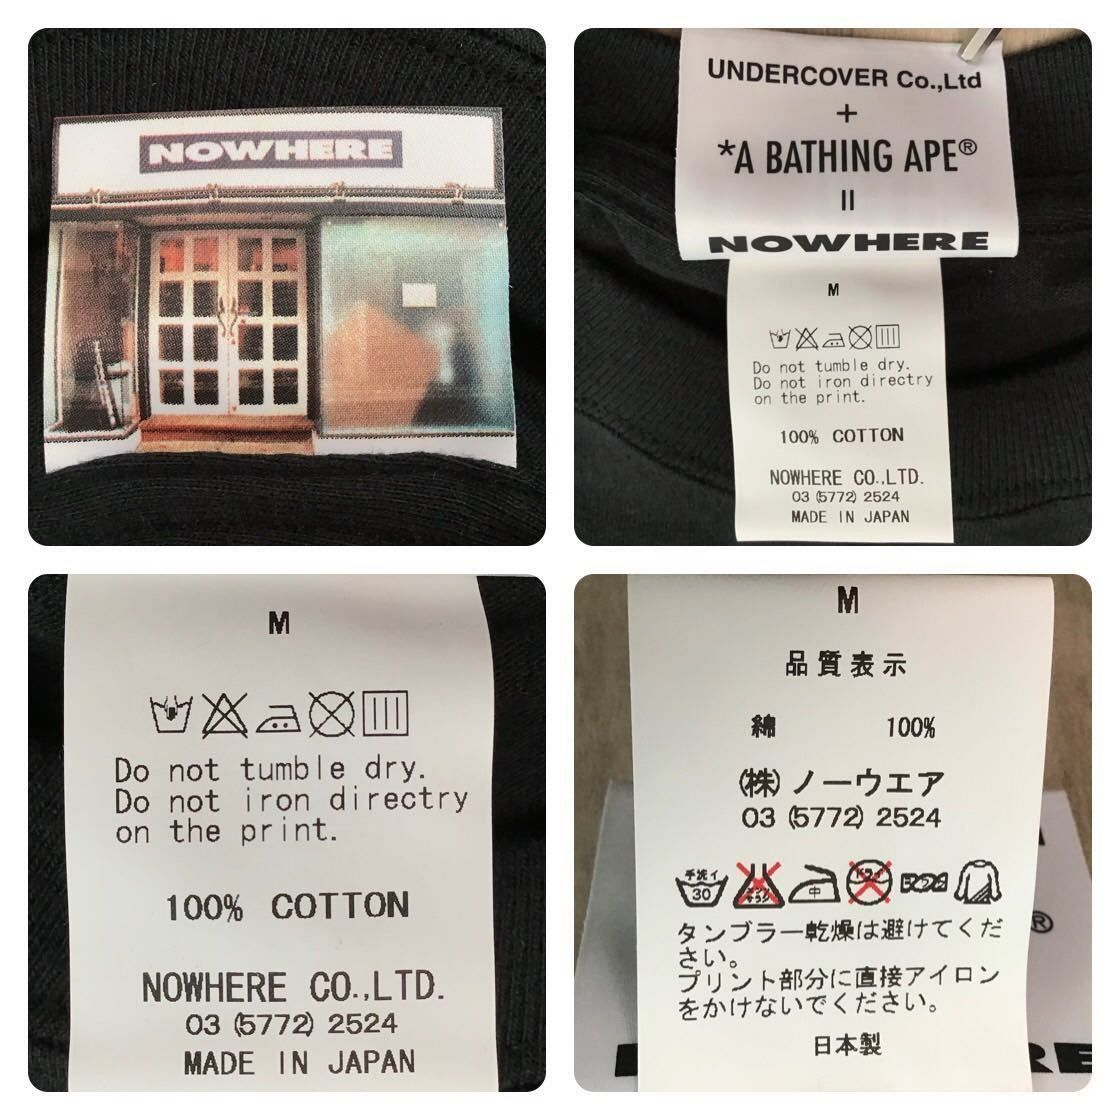 NOWHERE
UNDERCOVER Co.,Ltd
+
*A BATHING APE®
=
NOWHERE
M
Do not tumble dry.
Do not iron directry
on the print.
100% COTTON
NOWHERE CO.,LTD.
03 (5772) 2524
MADE IN JAPAN
M
Do not tumble dry.
Do not iron directry
on the print.
100% COTTON
NOWHERE CO.,LTD.
03 (5772) 2524
MADE IN JAPAN
M
品質表示
綿 100%
(株) ノーウエア
03 (5772) 2524
手洗イ 30 中 ドライ
タンブラー乾燥は避けてくだ
さい。
プリント部分に直接アイロン
をかけないでください。
日本製
®
RE